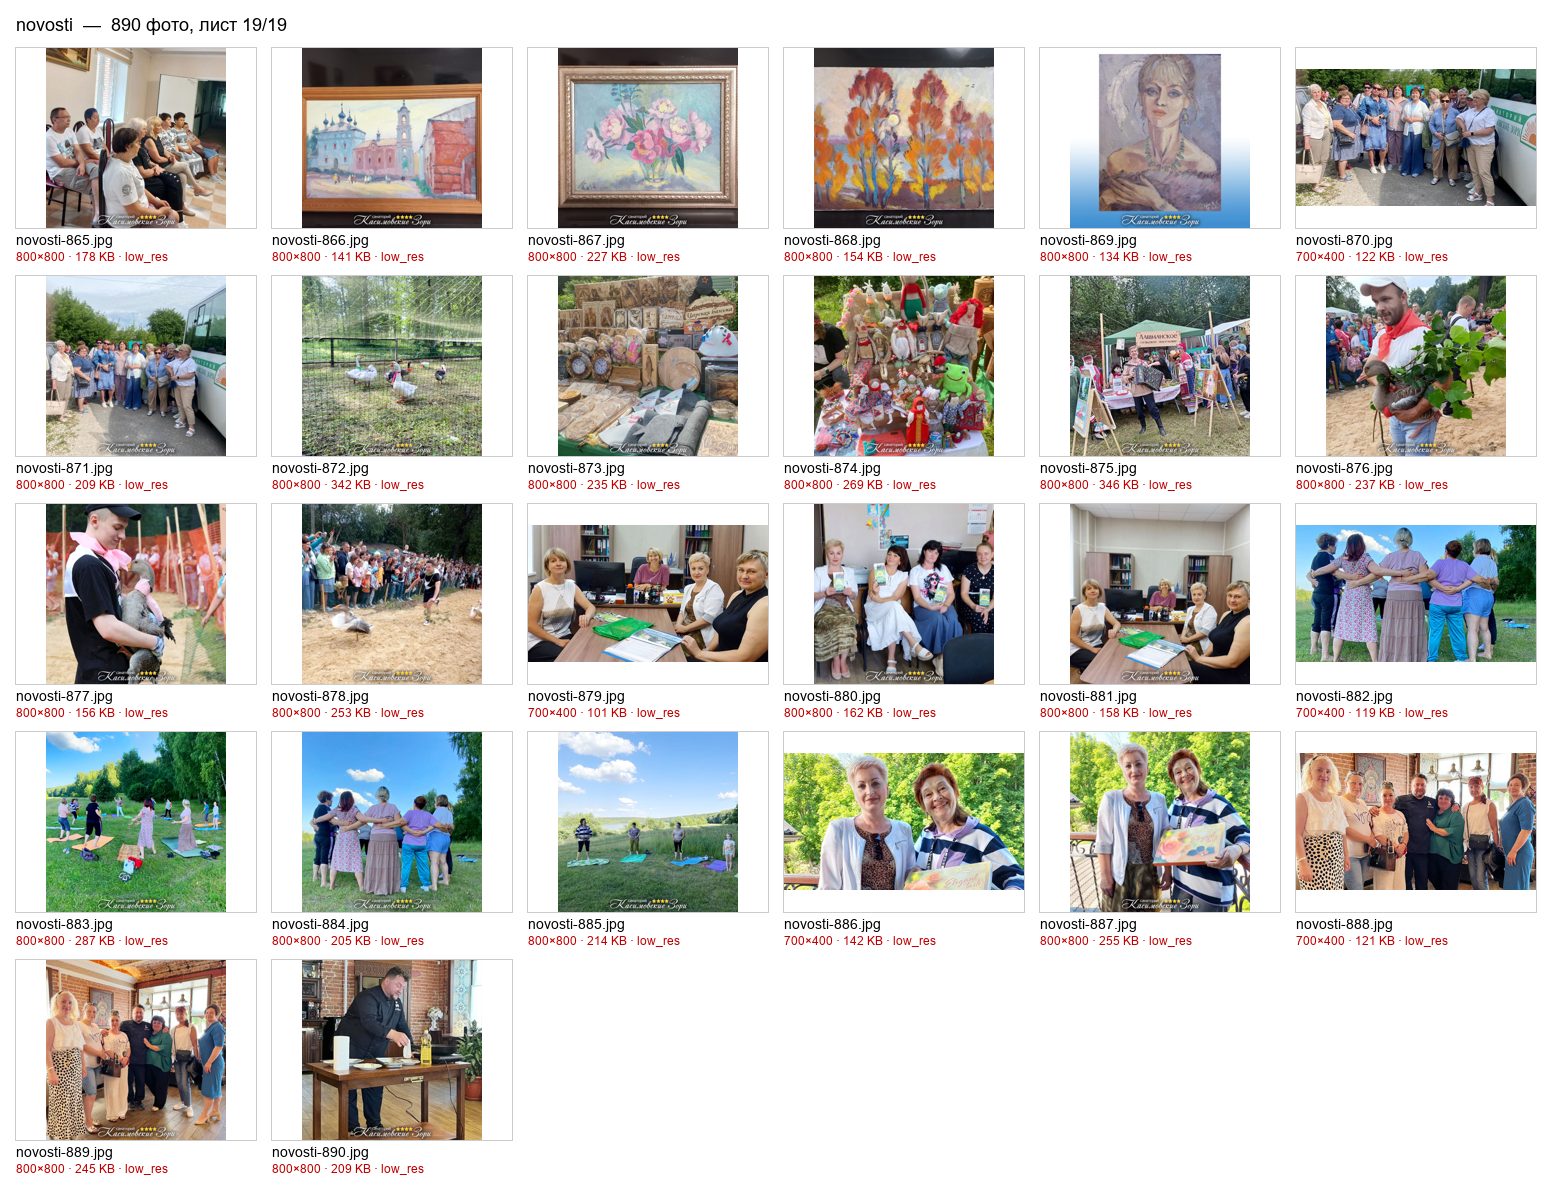 novosti — 890 фото, лист 19/19
novosti-865.jpg
800×800 · 178 KB · low_res
novosti-866.jpg
800×800 · 141 KB · low_res
novosti-867.jpg
800×800 · 227 KB · low_res
novosti-868.jpg
800×800 · 154 KB · low_res
novosti-869.jpg
800×800 · 134 KB · low_res
novosti-870.jpg
700×400 · 122 KB · low_res
novosti-871.jpg
800×800 · 209 KB · low_res
novosti-872.jpg
800×800 · 342 KB · low_res
novosti-873.jpg
800×800 · 235 KB · low_res
novosti-874.jpg
800×800 · 269 KB · low_res
novosti-875.jpg
800×800 · 346 KB · low_res
novosti-876.jpg
800×800 · 237 KB · low_res
novosti-877.jpg
800×800 · 156 KB · low_res
novosti-878.jpg
800×800 · 253 KB · low_res
novosti-879.jpg
700×400 · 101 KB · low_res
novosti-880.jpg
800×800 · 162 KB · low_res
novosti-881.jpg
800×800 · 158 KB · low_res
novosti-882.jpg
700×400 · 119 KB · low_res
novosti-883.jpg
800×800 · 287 KB · low_res
novosti-884.jpg
800×800 · 205 KB · low_res
novosti-885.jpg
800×800 · 214 KB · low_res
novosti-886.jpg
700×400 · 142 KB · low_res
novosti-887.jpg
800×800 · 255 KB · low_res
novosti-888.jpg
700×400 · 121 KB · low_res
novosti-889.jpg
800×800 · 245 KB · low_res
novosti-890.jpg
800×800 · 209 KB · low_res